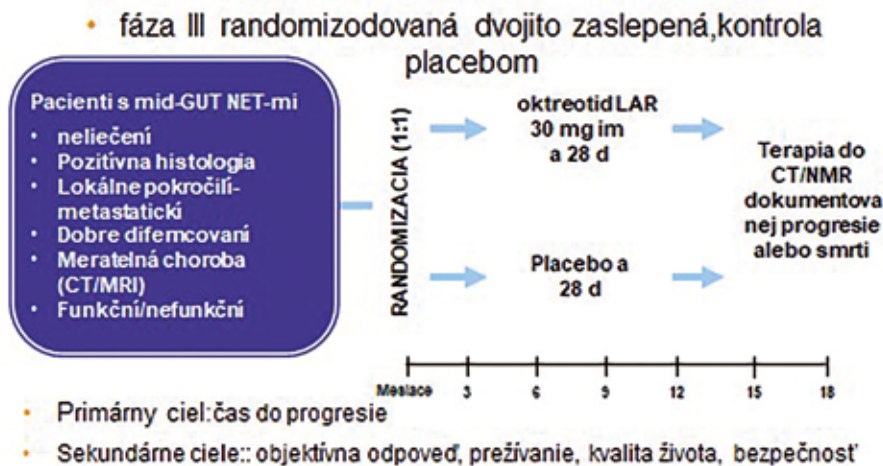 • fáza III randomizodovaná dvojito zaslepená,kontrola
placebom
Pacienti s mid-GUT NET-mi
• neliečení
• Pozitívna histologia
• Lokálne pokročilí-
metastatickí
• Dobre difemcovaní
• Merateľná choroba
(CT/MRI)
• Funkční/nefunkční
RANDOMIZACIA (1:1)
oktreotid LAR
30 mg im
a 28 d
Placebo a
28 d
Terapia do
CT/NMR
dokumentova
nej progresie
alebo smrti
Mesiace 3 6 9 12 15 18
• Primárny cieľ:čas do progresie
• Sekundárne ciele:: objektívna odpoveď, prežívanie, kvalita života, bezpečnosť